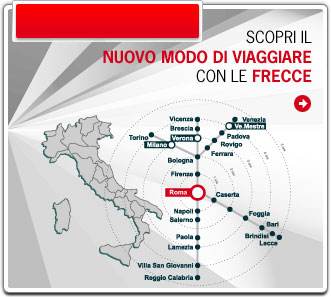 SCOPRI IL
NUOVO MODO DI VIAGGIARE
CON LE FRECCE
Vicenza
Brescia
Torino
Verona
Milano
Bologna
Firenze
Roma
Napoli
Salerno
Paola
Lamezia
Villa San Giovanni
Reggio Calabria
Venezia
Ve.Mestre
Padova
Rovigo
Ferrara
Caserta
Foggia
Bari
Brindisi
Lecce